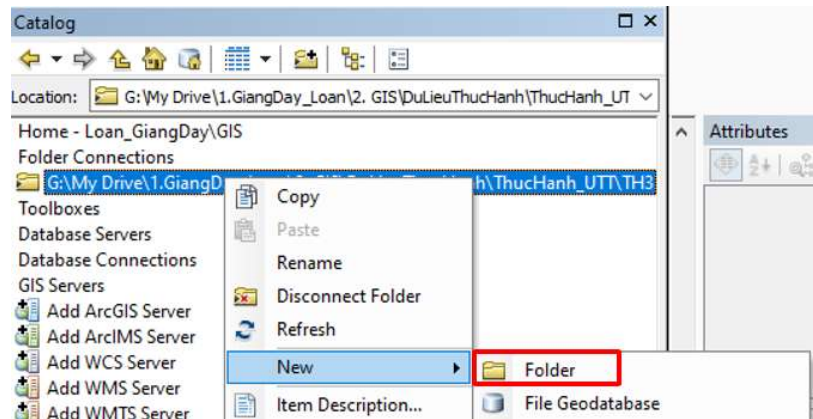 Catalog
Location: G:\My Drive\1.GiangDay_Loan\2. GIS\DuLieuThucHanh\ThucHanh_UT
Home - Loan_GiangDay\GIS
Folder Connections
G:\My Drive\1.GiangD h\ThucHanh_UTT\TH3
Toolboxes
Database Servers
Database Connections
GIS Servers
Add ArcGIS Server
Add ArcIMS Server
Add WCS Server
Add WMS Server
Add WMTS Server
Copy
Paste
Rename
Disconnect Folder
Refresh
New
Item Description...
Folder
File Geodatabase
Attributes